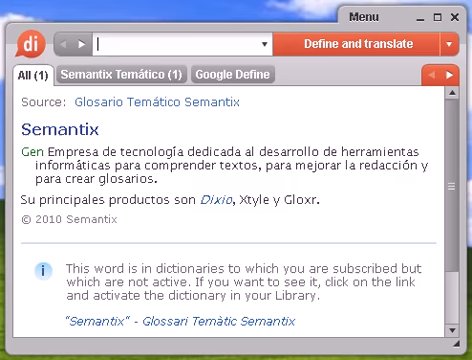 Menu
di
Define and translate
All (1)
Semantix Temático (1)
Google Define
Source: Glosario Temático Semantix
Semantix
Gen Empresa de tecnología dedicada al desarrollo de herramientas
informáticas para comprender textos, para mejorar la redacción y
para crear glosarios.
Su principales productos son Dixio, Xtyle y Gloxr.
© 2010 Semantix
i
This word is in dictionaries to which you are subscribed but
which are not active. If you want to see it, click on the link
and activate the dictionary in your Library.
"Semantix" - Glossari Temàtic Semantix